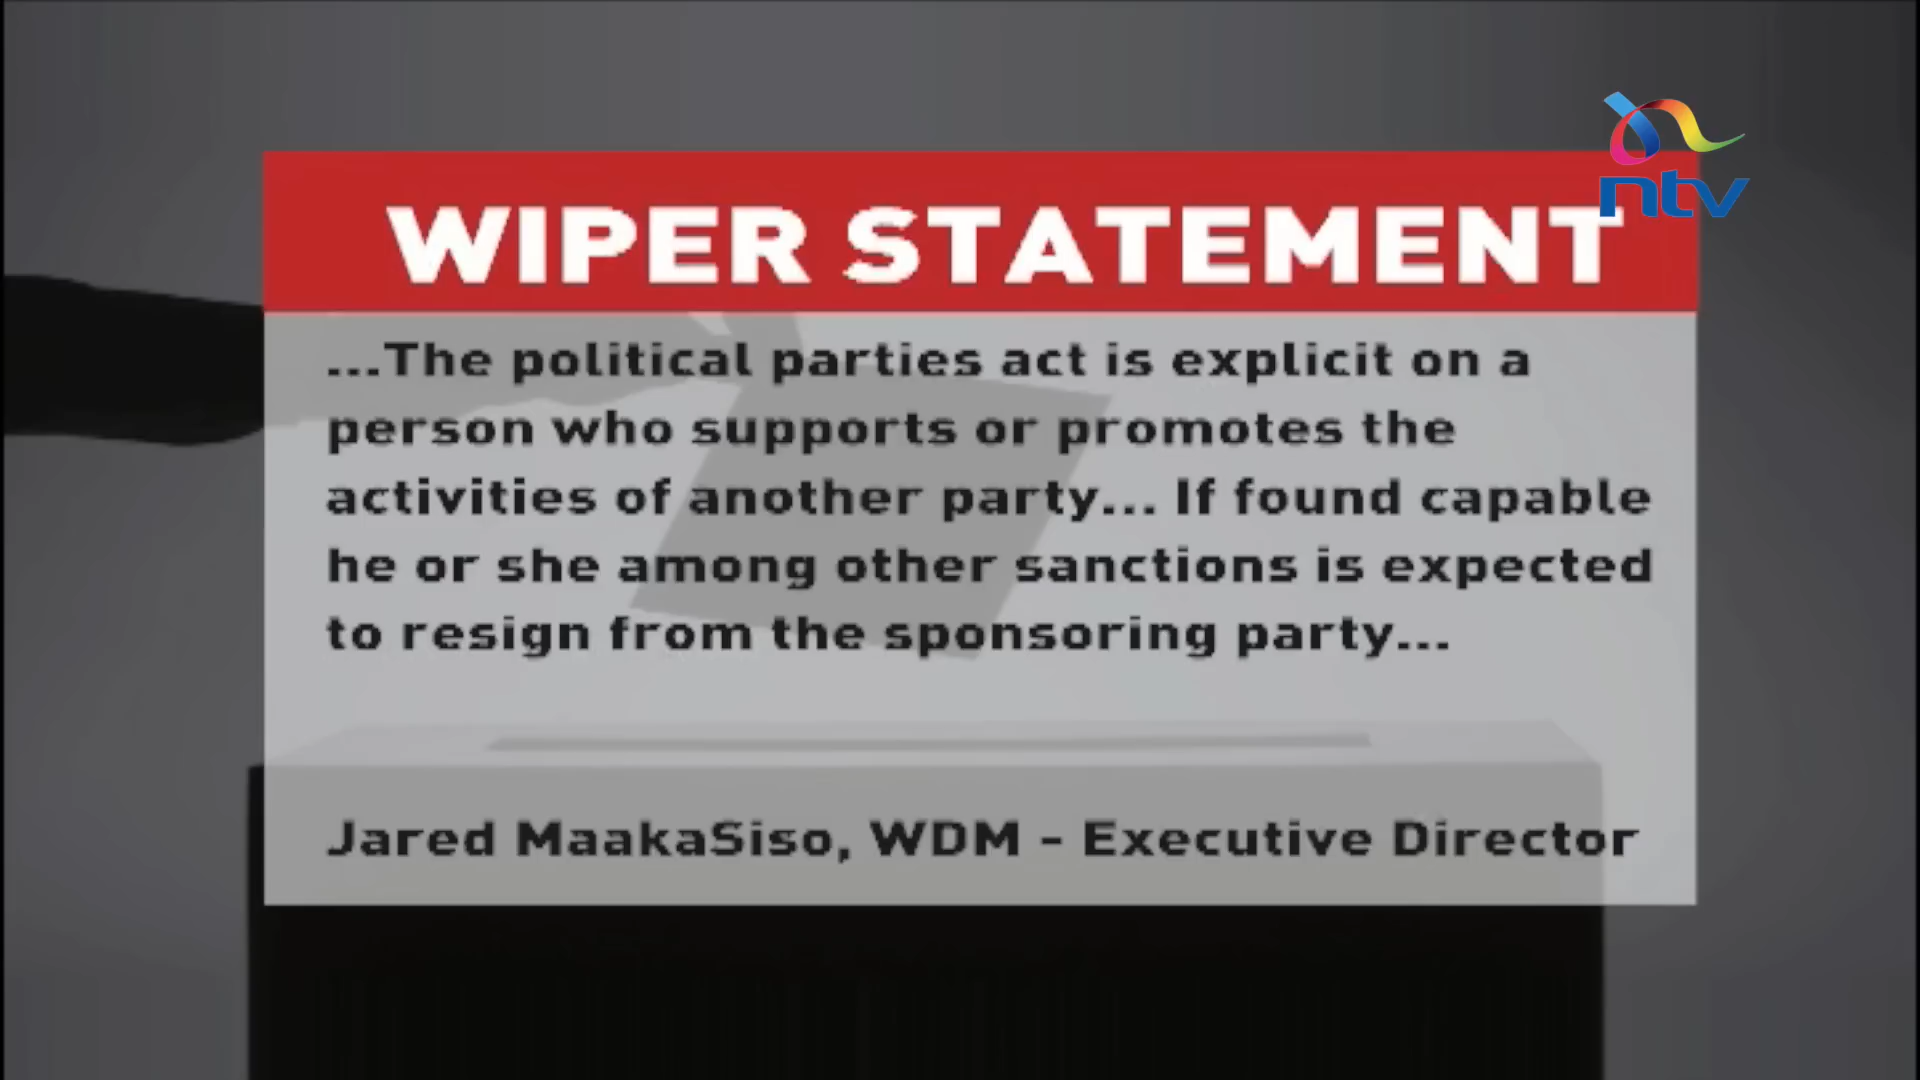 ntv
WIPER STATEMENT
...The political parties act is explicit on a
person who supports or promotes the
activities of another party... If found capable
he or she among other sanctions is expected
to resign from the sponsoring party...
Jared MaakaSiso, WDM - Executive Director